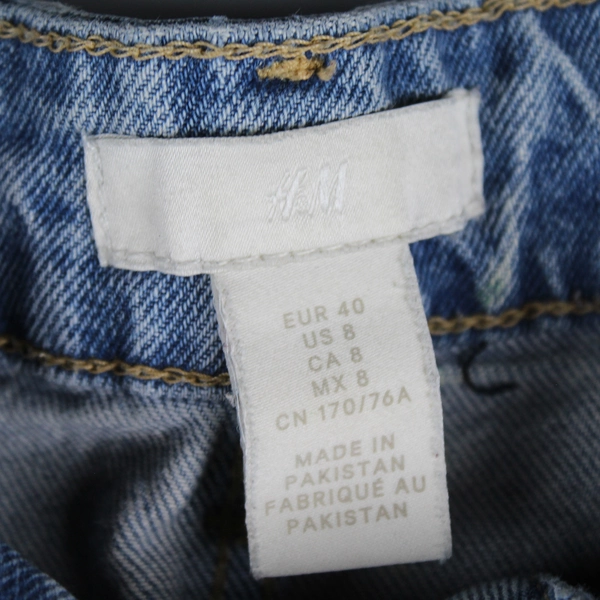 H&M
EUR 40
US 8
CA 8
MX 8
CN 170/76A
MADE IN
PAKISTAN
FABRIQUÉ AU
PAKISTAN